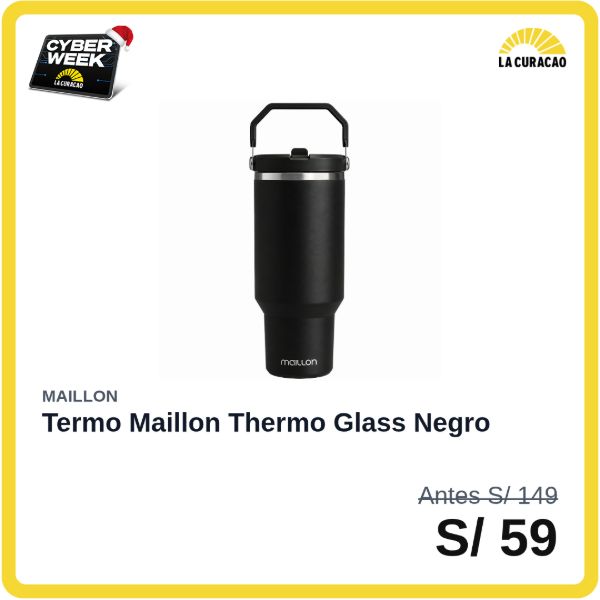 CYBER
WEEK
LA CURACAO
LA CURACAO
maillon
MAILLON
Termo Maillon Thermo Glass Negro
Antes S/ 149
S/ 59